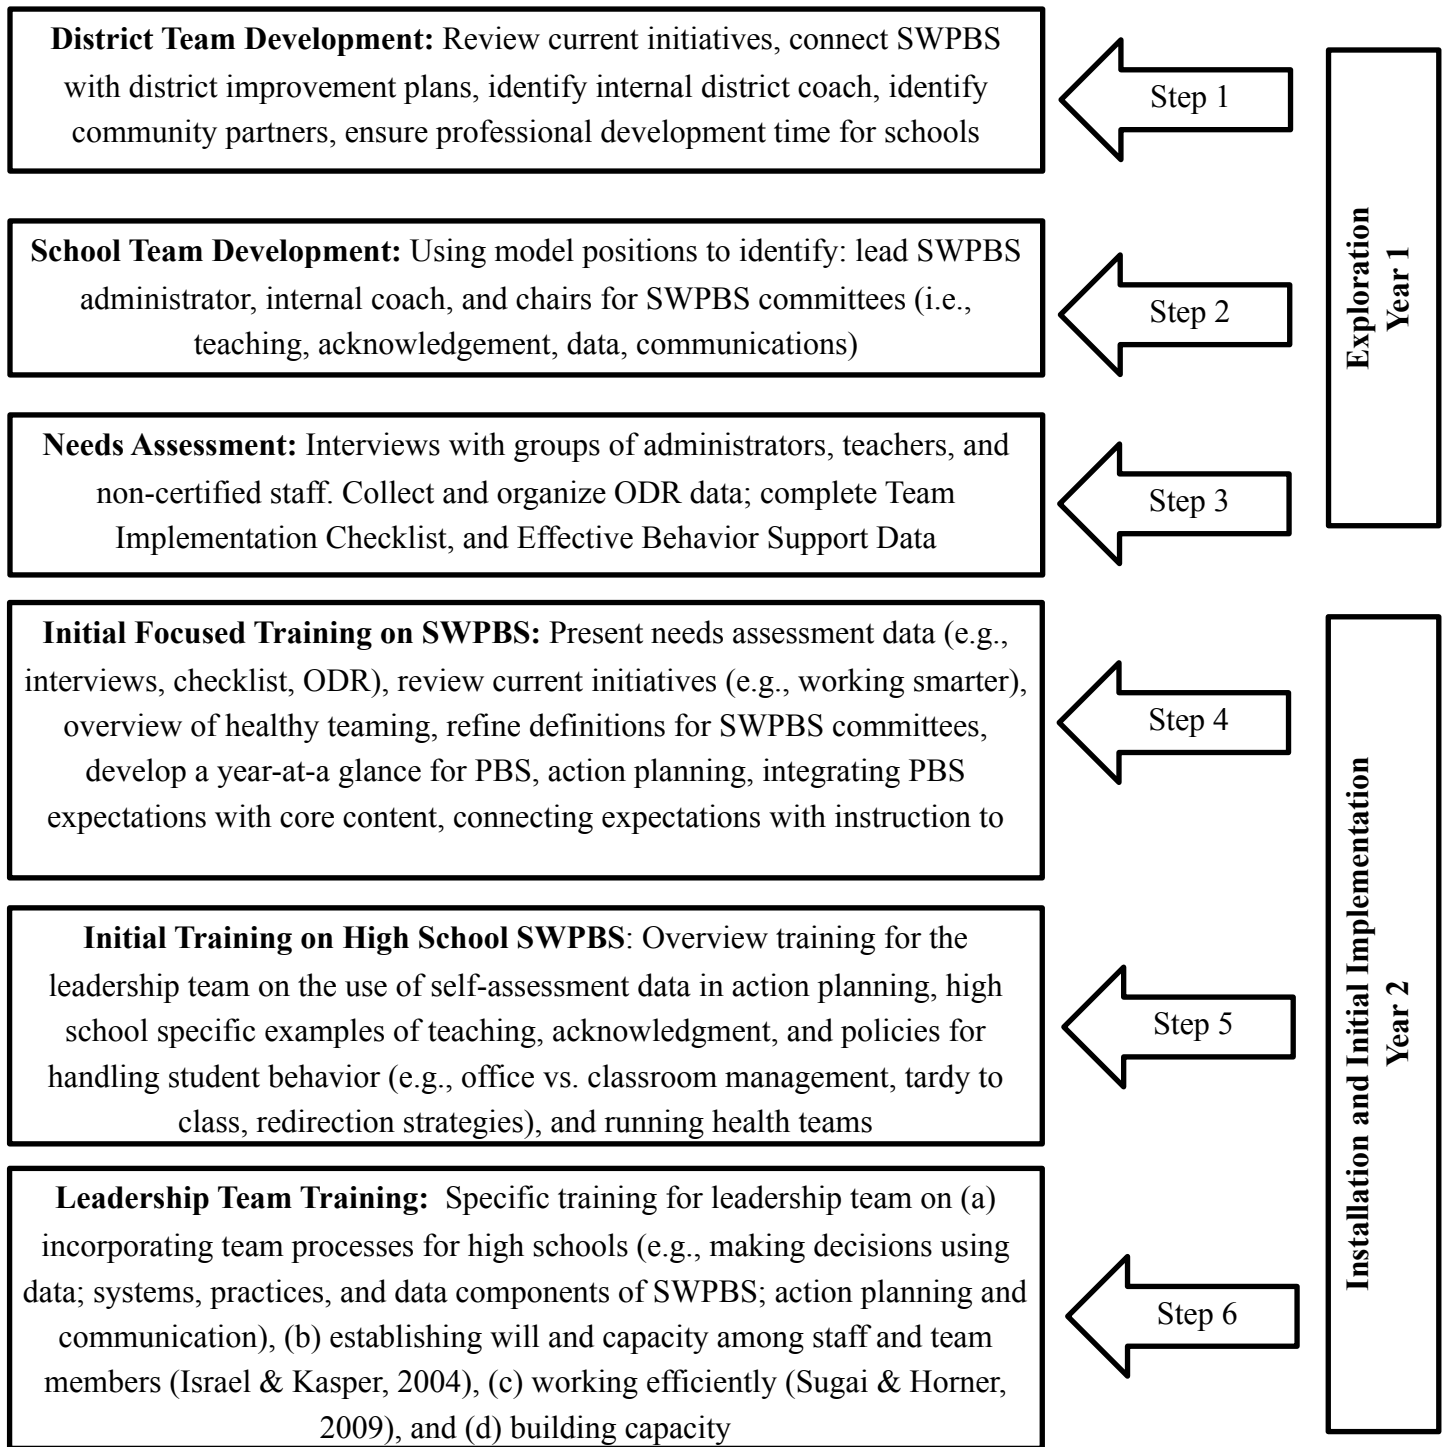 District Team Development: Review current initiatives, connect SWPBS
with district improvement plans, identify internal district coach, identify
community partners, ensure professional development time for schools
Step 1
School Team Development: Using model positions to identify: lead SWPBS
administrator, internal coach, and chairs for SWPBS committees (i.e.,
teaching, acknowledgement, data, communications)
Step 2
Needs Assessment: Interviews with groups of administrators, teachers, and
non-certified staff. Collect and organize ODR data; complete Team
Implementation Checklist, and Effective Behavior Support Data
Step 3
Exploration
Year 1
Initial Focused Training on SWPBS: Present needs assessment data (e.g.,
interviews, checklist, ODR), review current initiatives (e.g., working smarter),
overview of healthy teaming, refine definitions for SWPBS committees,
develop a year-at-a glance for PBS, action planning, integrating PBS
expectations with core content, connecting expectations with instruction to
Step 4
Initial Training on High School SWPBS: Overview training for the
leadership team on the use of self-assessment data in action planning, high
school specific examples of teaching, acknowledgment, and policies for
handling student behavior (e.g., office vs. classroom management, tardy to
class, redirection strategies), and running health teams
Step 5
Leadership Team Training: Specific training for leadership team on (a)
incorporating team processes for high schools (e.g., making decisions using
data; systems, practices, and data components of SWPBS; action planning and
communication), (b) establishing will and capacity among staff and team
members (Israel & Kasper, 2004), (c) working efficiently (Sugai & Horner,
2009), and (d) building capacity
Step 6
Installation and Initial Implementation
Year 2